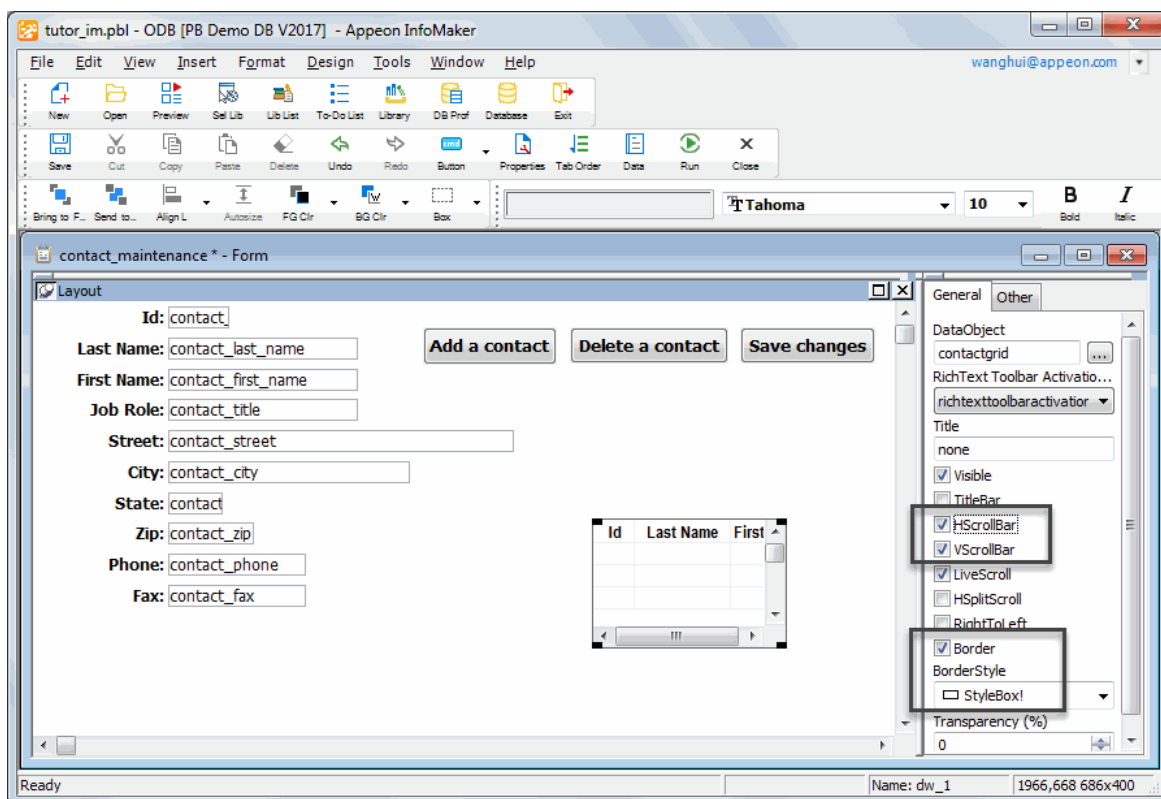 tutor_im.pbl - ODB [PB Demo DB V2017] - Appeon InfoMaker
File Edit View Insert Format Design Tools Window Help wanghui@appeon.com
New Open Preview Sel Lib Lib List To-Do List Library DB Prof Database Exit
cmd
Save Cut Copy Paste Delete Undo Redo Button Properties Tab Order Data Run Close
Tahoma 10 B I
Bring to F... Send to... Align L Autosize FG Clr BG Clr Box Bold Italic
contact_maintenance * - Form
Layout
General Other
Id: contact_
Last Name: contact_last_name
First Name: contact_first_name
Job Role: contact_title
Street: contact_street
City: contact_city
State: contact
Zip: contact_zip
Phone: contact_phone
Fax: contact_fax
Add a contact Delete a contact Save changes
Id Last Name First
DataObject
contactgrid ...
RichText Toolbar Activatio...
richtexttoolbaractivation
Title
none
Visible
TitleBar
HScrollBar
VScrollBar
LiveScroll
HSplitScroll
RightToLeft
Border
BorderStyle
StyleBox!
Transparency (%)
0
Ready Name: dw_1 1966,668 686x400